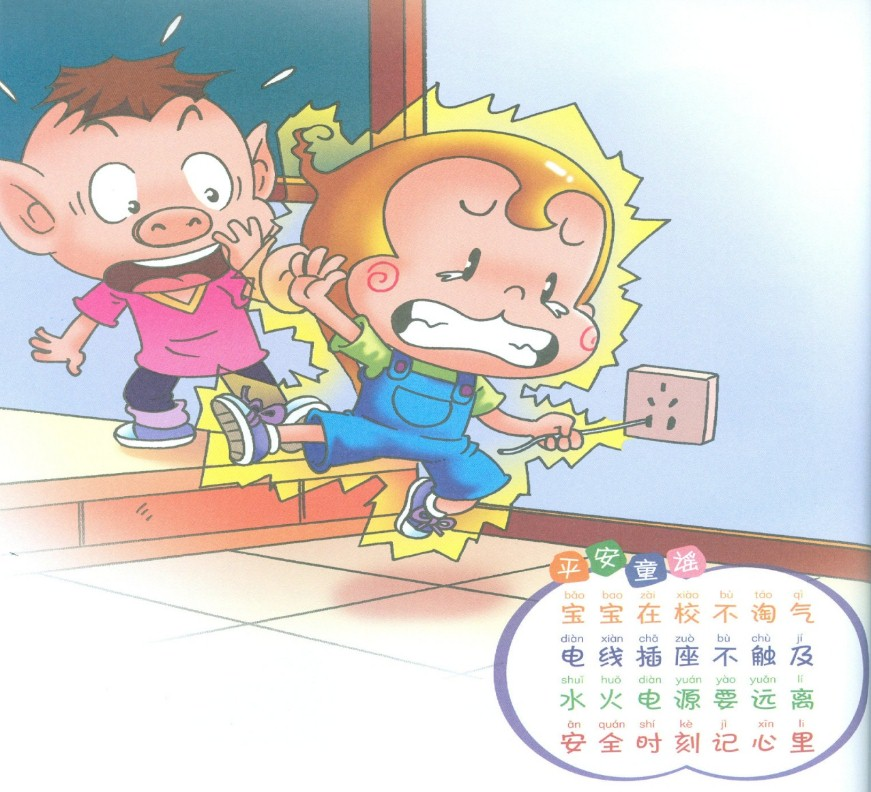 平安童谣
bǎo bao zài xiào bù táo qì
宝宝在校不淘气
diàn xiàn chā zuò bù chù jí
电线插座不触及
shuǐ huǒ diàn yuán yào yuǎn lí
水火电源要远离
ān quán shí kè jì xīn li
安全时刻记心里